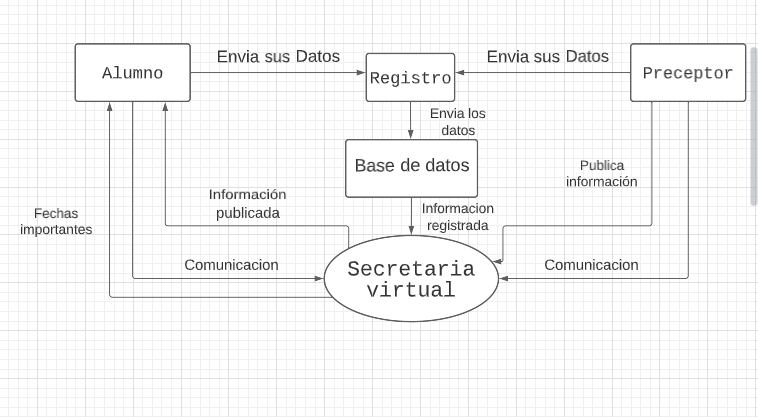 Envia sus Datos
Envia sus Datos
Alumno
Registro
Preceptor
Envia los
datos
Base de datos
Publica
información
Información
publicada
Informacion
registrada
Fechas
importantes
Comunicacion
Secretaria
virtual
Comunicacion